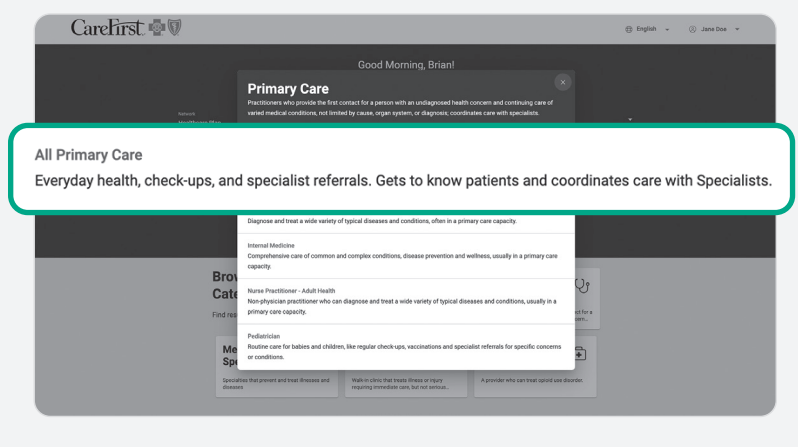 CareFirst
English
Jane Doe
Good Morning, Brian!
Primary Care
Practitioners who provide the first contact for a person with an undiagnosed health concern and continuing care of
varied medical conditions, not limited by cause, organ system, or diagnosis; coordinates care with specialists.
Network
All Primary Care
Everyday health, check-ups, and specialist referrals. Gets to know patients and coordinates care with Specialists.
Diagnose and treat a wide variety of typical diseases and conditions, often in a primary care capacity.
Internal Medicine
Comprehensive care of common and complex conditions, disease prevention and wellness, usually in a primary care
capacity.
Brow
Cate
Nurse Practitioner - Adult Health
Non-physician practitioner who can diagnose and treat a wide variety of typical diseases and conditions, usually in a
primary care capacity.
Find res
Pediatrician
Routine care for babies and children, like regular check-ups, vaccinations and specialist referrals for specific concerns
or conditions.
Me
Spe
Specialties that prevent and treat illnesses and
diseases
Walk-in clinic that treats illness or injury
requiring immediate care, but not serious...
A provider who can treat opioid use disorder.